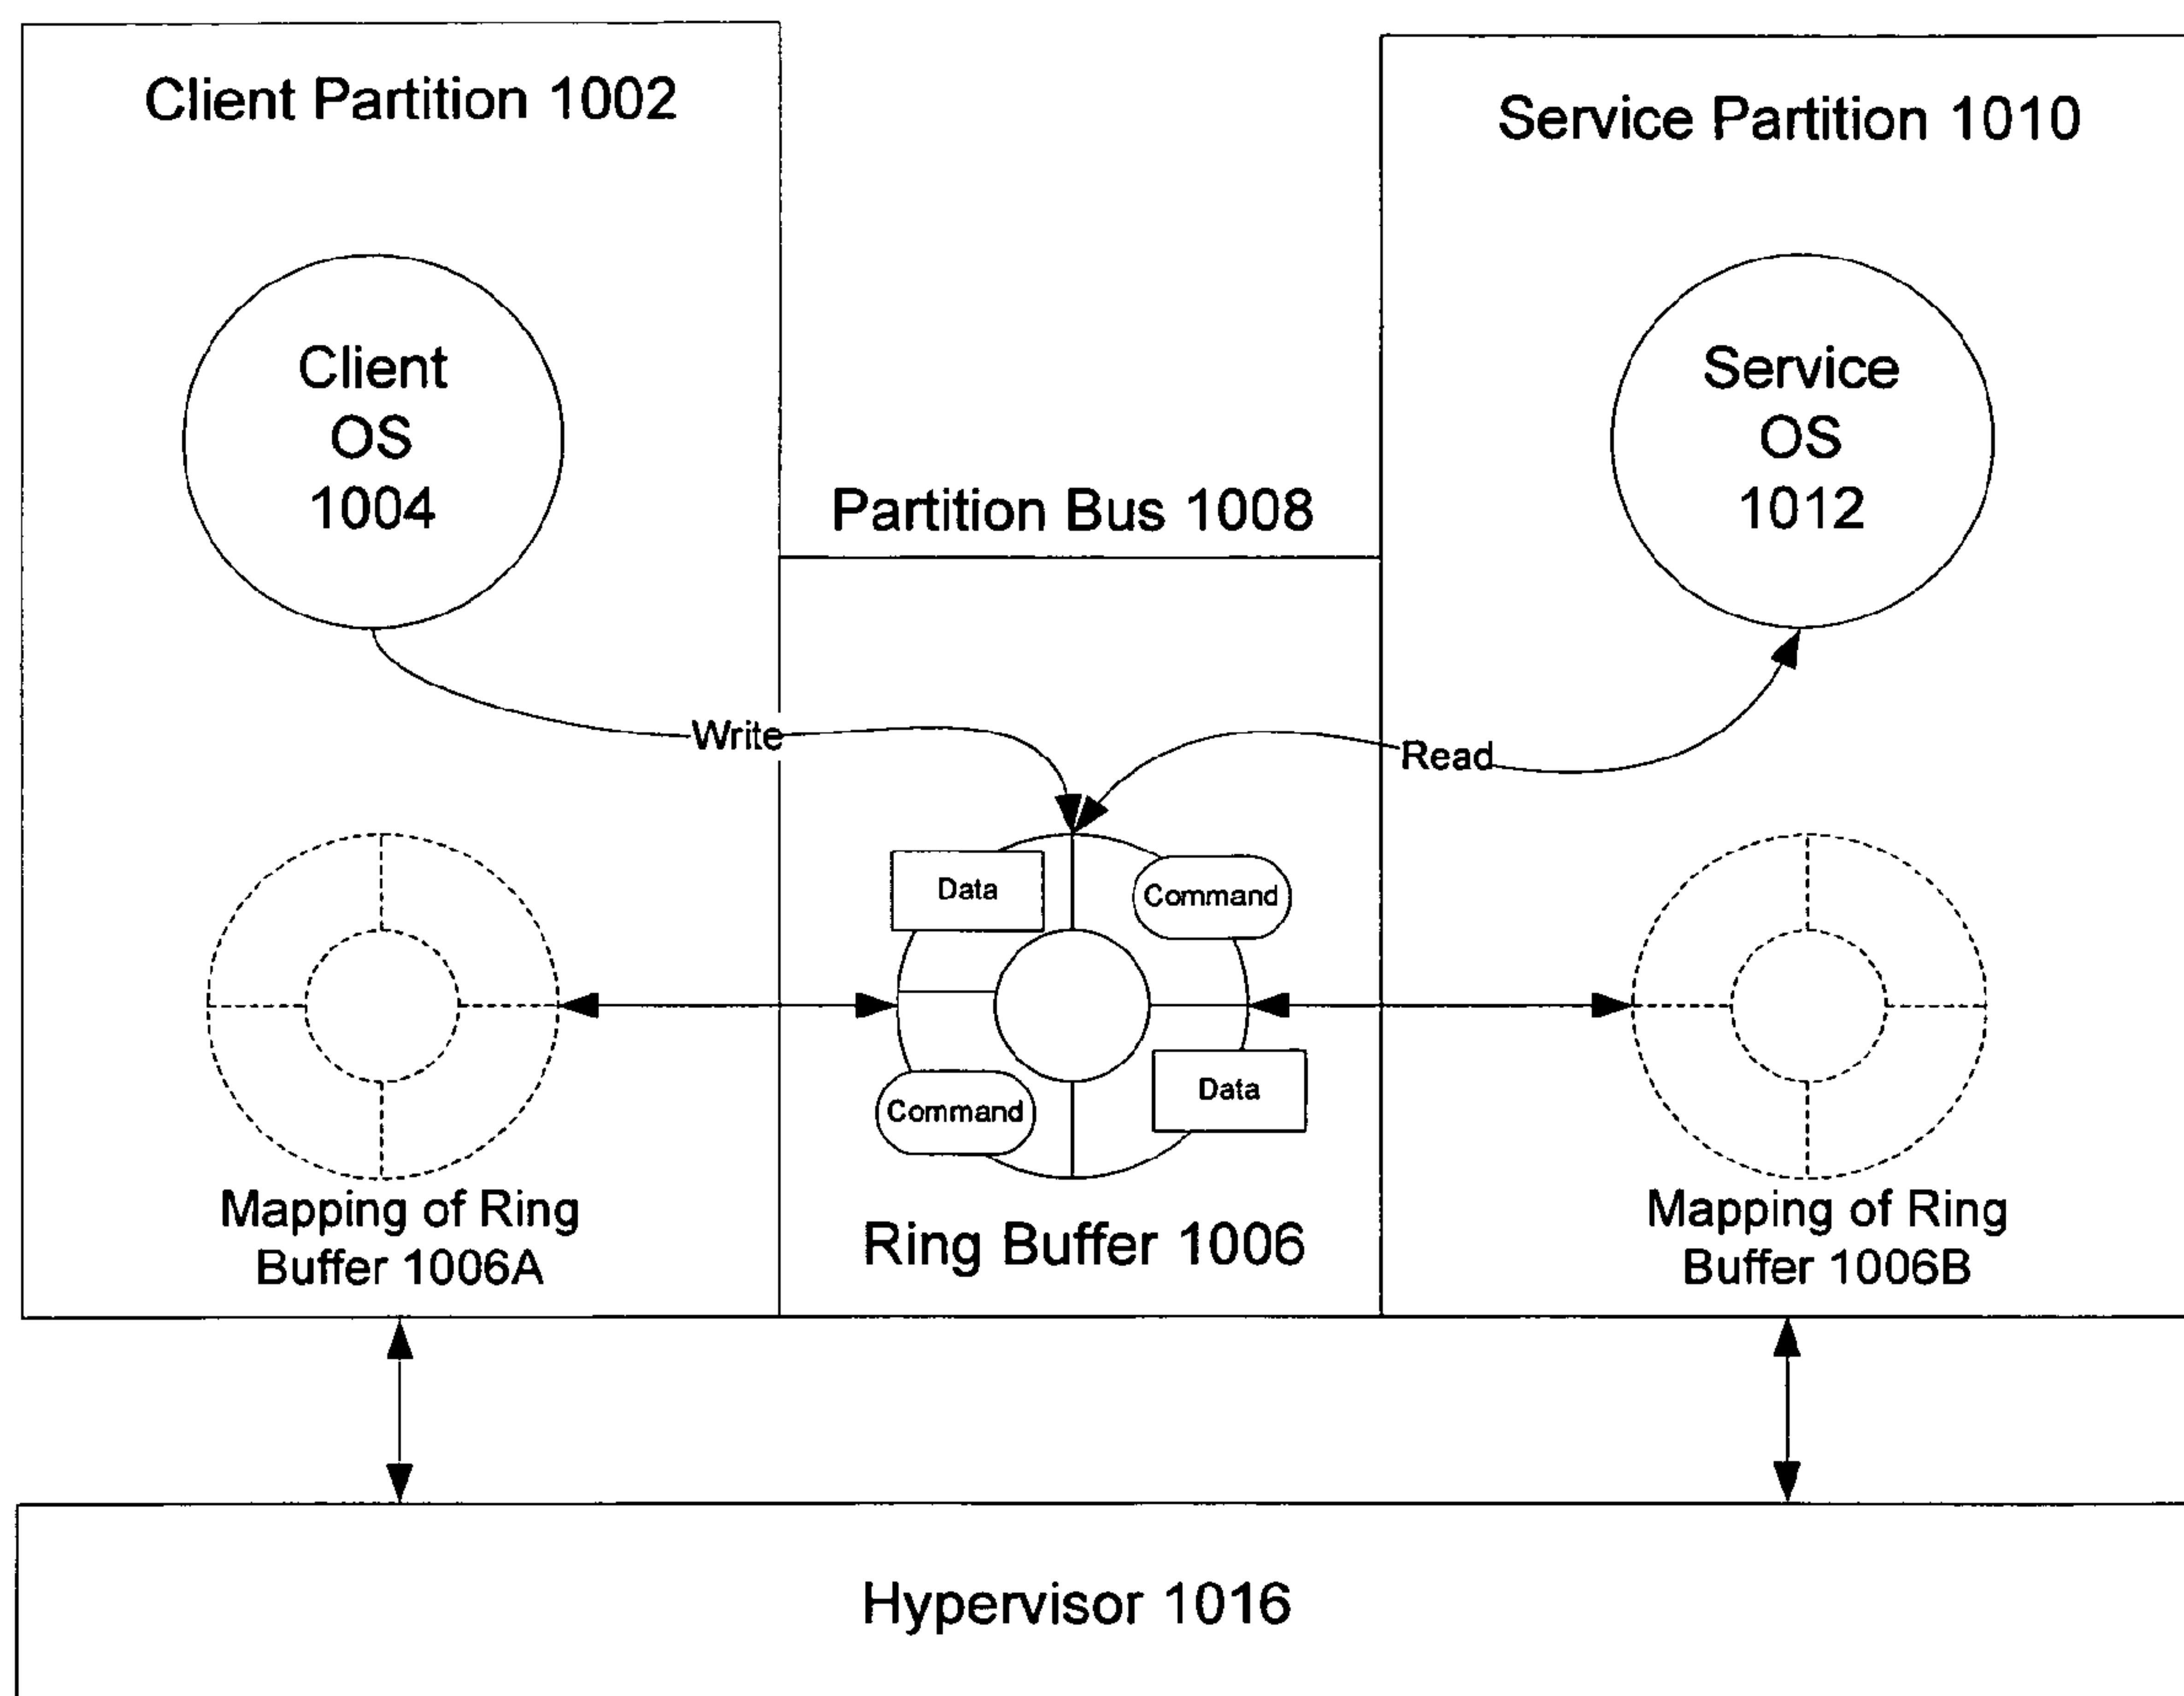 Client Partition 1002
Service Partition 1010
Client
OS
1004
Service
OS
1012
Partition Bus 1008
Write
Read
Data
Command
Command
Data
Mapping of Ring
Buffer 1006A
Ring Buffer 1006
Mapping of Ring
Buffer 1006B
Hypervisor 1016